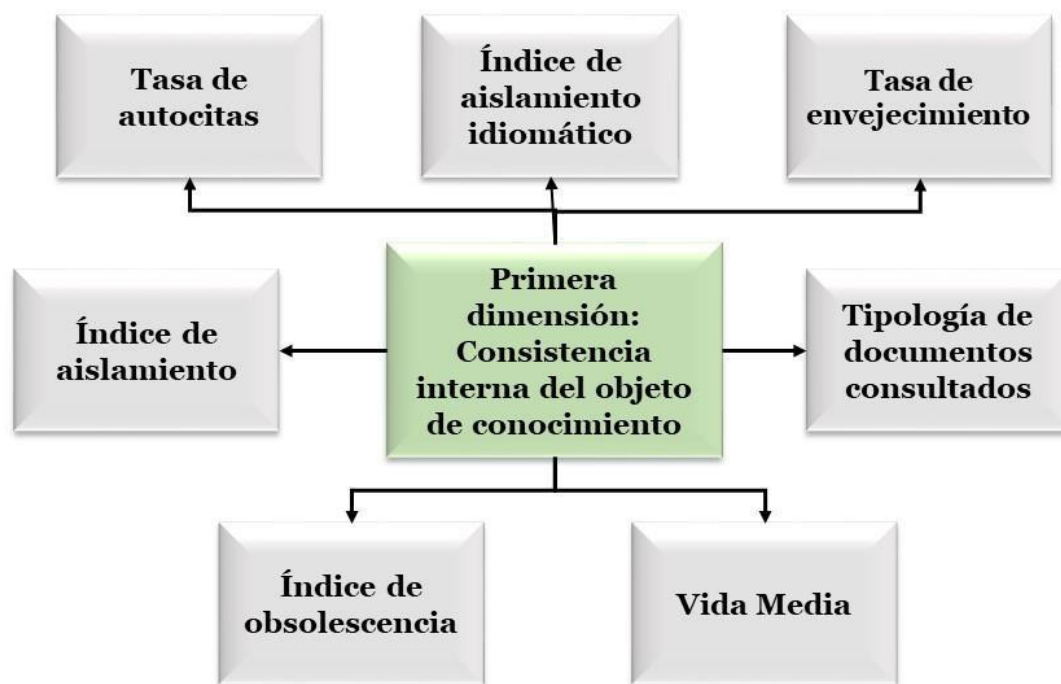 Tasa de
autocitas
Índice de
aislamiento
idiomático
Tasa de
envejecimiento
Índice de
aislamiento
Primera
dimensión:
Consistencia
interna del objeto
de conocimiento
Tipología de
documentos
consultados
Índice de
obsolescencia
Vida Media